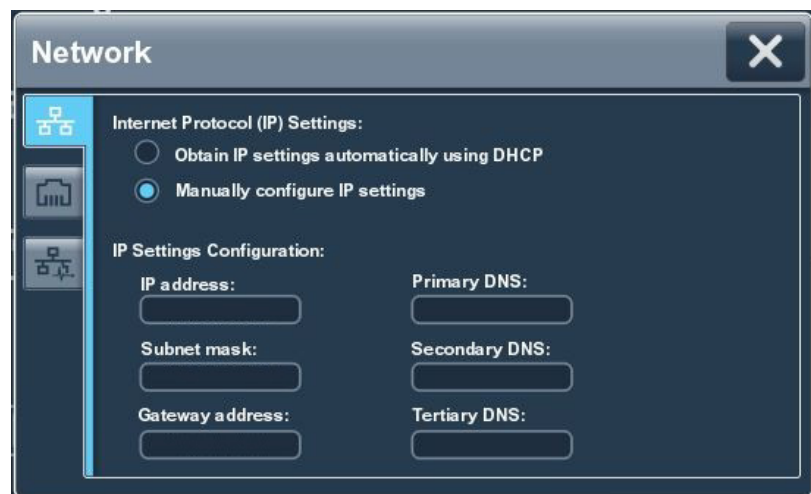 Network
Internet Protocol (IP) Settings:
Obtain IP settings automatically using DHCP
Manually configure IP settings
IP Settings Configuration:
IP address:
Primary DNS:
Subnet mask:
Secondary DNS:
Gateway address:
Tertiary DNS: